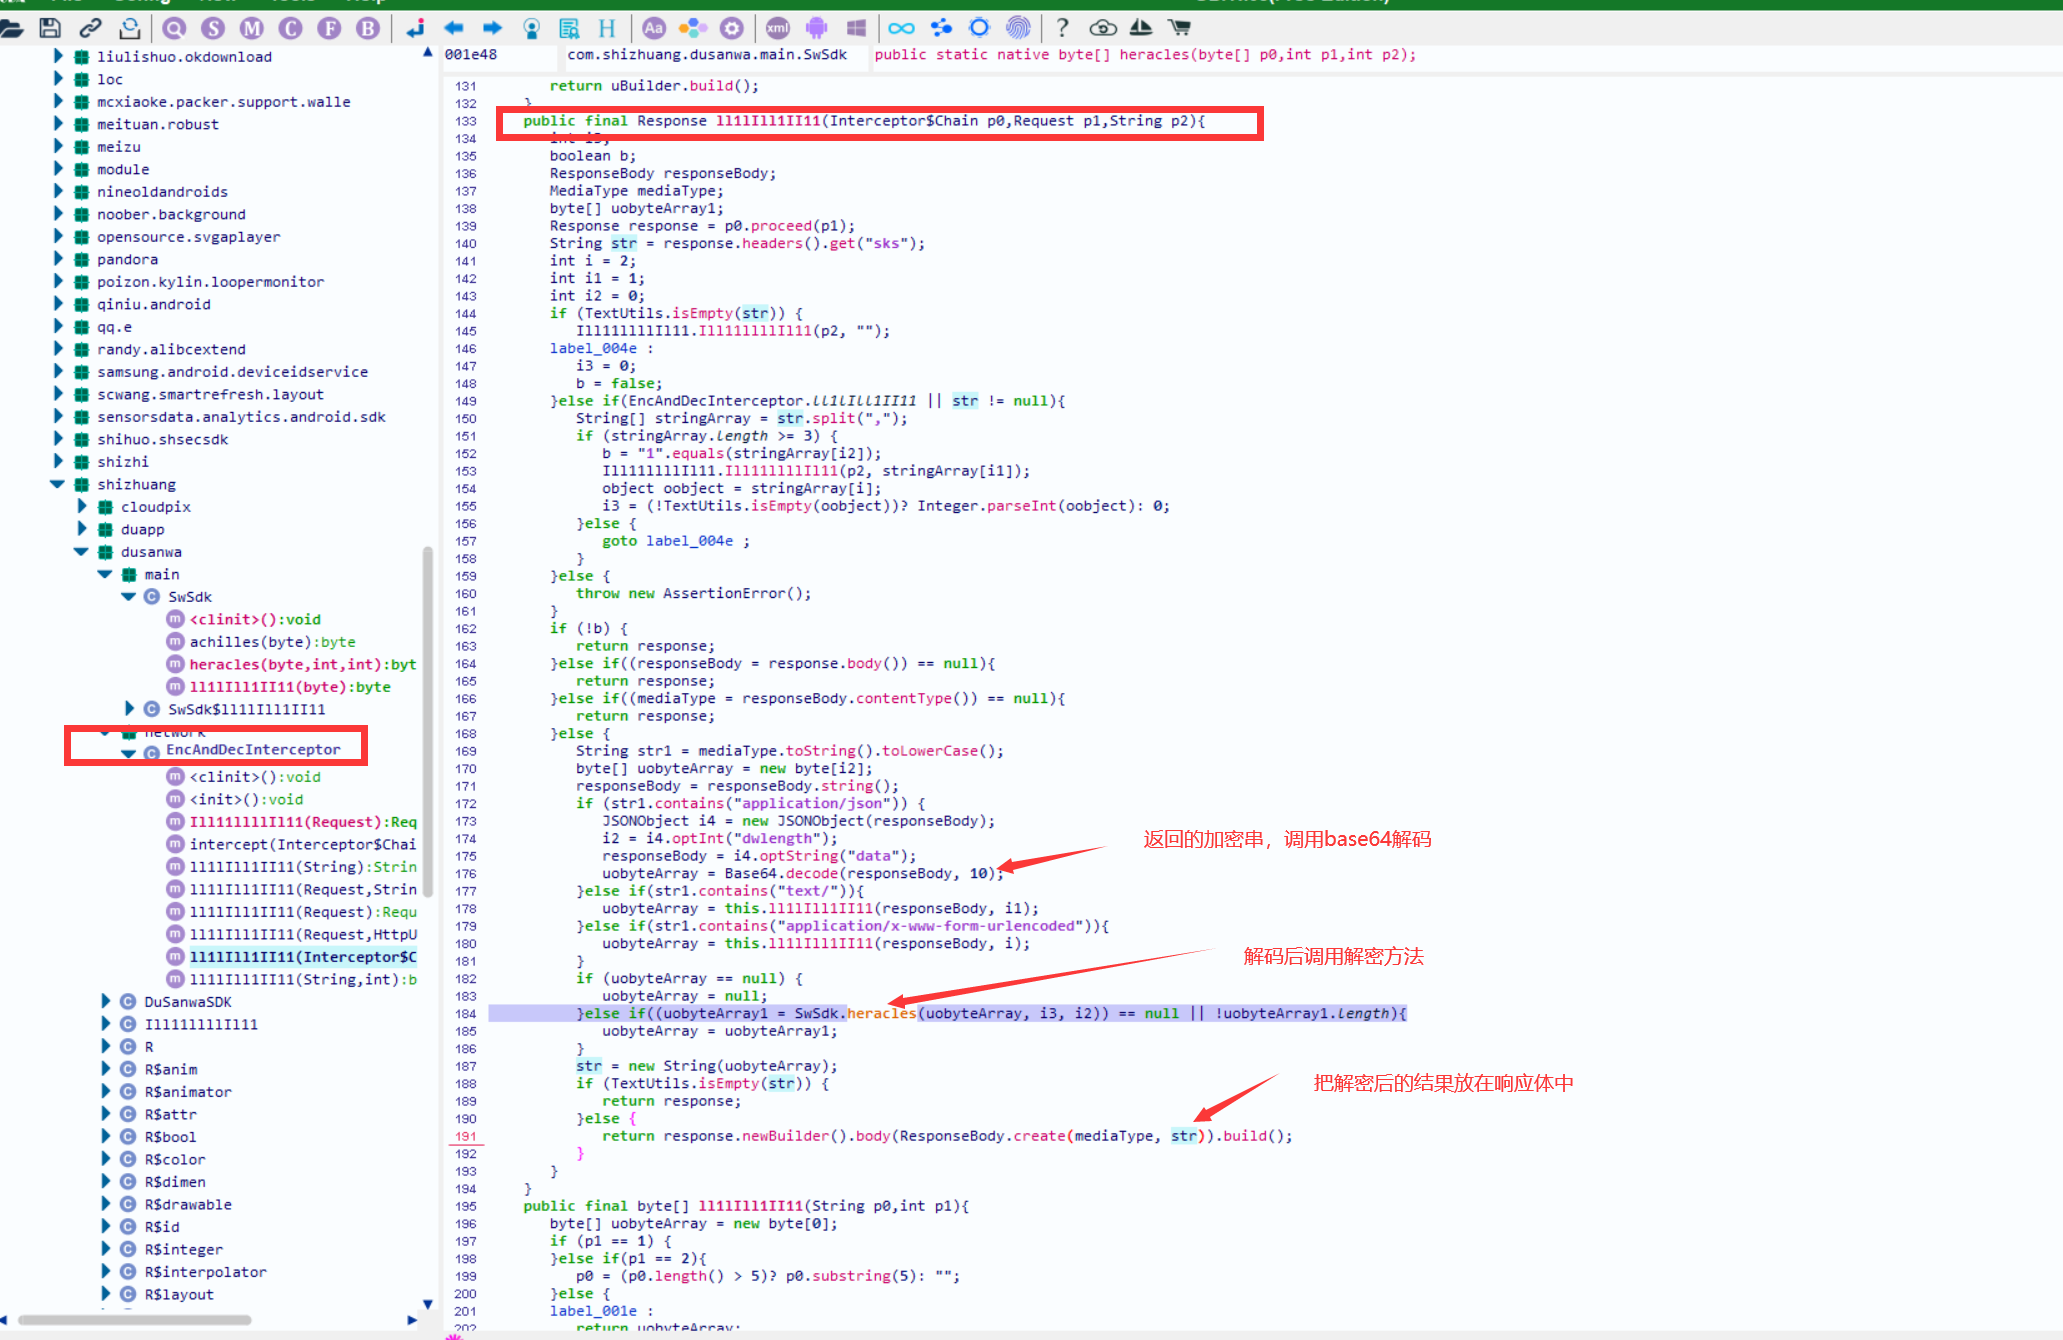 001e48
com.shizhuang.dusanwa.main.SwSdk
public static native byte[] heracles(byte[] p0,int p1,int p2);
liulishuo.okdownload
loc
mcxiaoke.packer.support.walle
meituan.robust
meizu
module
nineoldandroids
noober.background
opensource.svgaplayer
pandora
poizon.kylin.loopermonitor
qiniu.android
qq.e
randy.alibcextend
samsung.android.deviceidservice
scwang.smartrefresh.layout
sensorsdata.analytics.android.sdk
shihuo.shsecsdk
shizhi
shizhuang
cloudpix
duapp
dusanwa
main
SwSdk
<clinit>():void
achilles(byte):byte
heracles(byte,int,int):byt
ll1lIll1II11(byte):byte
SwSdk$ll1lIll1II11
network
EncAndDecInterceptor
<clinit>():void
<init>():void
Ill11llllIl11(Request):Req
intercept(Interceptor$Chai
ll1lIll1II11(String):Strin
ll1lIll1II11(Request,Strin
ll1lIll1II11(Request):Requ
ll1lIll1II11(Request,HttpU
ll1lIll1II11(Interceptor$C
ll1lIll1II11(String,int):b
DuSanwaSDK
Ill11llllIl11
R
R$anim
R$animator
R$attr
R$bool
R$color
R$dimen
R$drawable
R$id
R$integer
R$interpolator
R$layout
131 return uBuilder.build();
132 }
133 public final Response ll1lIll1II11(Interceptor$Chain p0,Request p1,String p2){
134 int i3;
135 boolean b;
136 ResponseBody responseBody;
137 MediaType mediaType;
138 byte[] uobyteArray1;
139 Response response = p0.proceed(p1);
140 String str = response.headers().get("sks");
141 int i = 2;
142 int i1 = 1;
143 int i2 = 0;
144 if (TextUtils.isEmpty(str)) {
145 Ill11llllIl11.Ill11llllIl11(p2, "");
146 label_004e :
147 i3 = 0;
148 b = false;
149 }else if(EncAndDecInterceptor.ll1lIll1II11 || str != null){
150 String[] stringArray = str.split(",");
151 if (stringArray.length >= 3) {
152 b = "1".equals(stringArray[i2]);
153 Ill11llllIl11.Ill11llllIl11(p2, stringArray[i1]);
154 object oobject = stringArray[i];
155 i3 = (!TextUtils.isEmpty(oobject))? Integer.parseInt(oobject): 0;
156 }else {
157 goto label_004e ;
158 }
159 }else {
160 throw new AssertionError();
161 }
162 if (!b) {
163 return response;
164 }else if((responseBody = response.body()) == null){
165 return response;
166 }else if((mediaType = responseBody.contentType()) == null){
167 return response;
168 }else {
169 String str1 = mediaType.toString().toLowerCase();
170 byte[] uobyteArray = new byte[i2];
171 responseBody = responseBody.string();
172 if (str1.contains("application/json")) {
173 JSONObject i4 = new JSONObject(responseBody);
174 i2 = i4.optInt("dwlength");
175 responseBody = i4.optString("data");
176 uobyteArray = Base64.decode(responseBody, 10);
177 }else if(str1.contains("text/")){
178 uobyteArray = this.ll1lIll1II11(responseBody, i1);
179 }else if(str1.contains("application/x-www-form-urlencoded")){
180 uobyteArray = this.ll1lIll1II11(responseBody, i);
181 }
182 if (uobyteArray == null) {
183 uobyteArray = null;
184 }else if((uobyteArray1 = SwSdk.heracles(uobyteArray, i3, i2)) == null || !uobyteArray1.length){
185 uobyteArray = uobyteArray1;
186 }
187 str = new String(uobyteArray);
188 if (TextUtils.isEmpty(str)) {
189 return response;
190 }else {
191 return response.newBuilder().body(ResponseBody.create(mediaType, str)).build();
192 }
193 }
194 }
195 public final byte[] ll1lIll1II11(String p0,int p1){
196 byte[] uobyteArray = new byte[0];
197 if (p1 == 1) {
198 }else if(p1 == 2){
199 p0 = (p0.length() > 5)? p0.substring(5): "";
200 }else {
201 label_001e :
202 return uobyteArray;
返回的加密串，调用base64解码
解码后调用解密方法
把解密后的结果放在响应体中